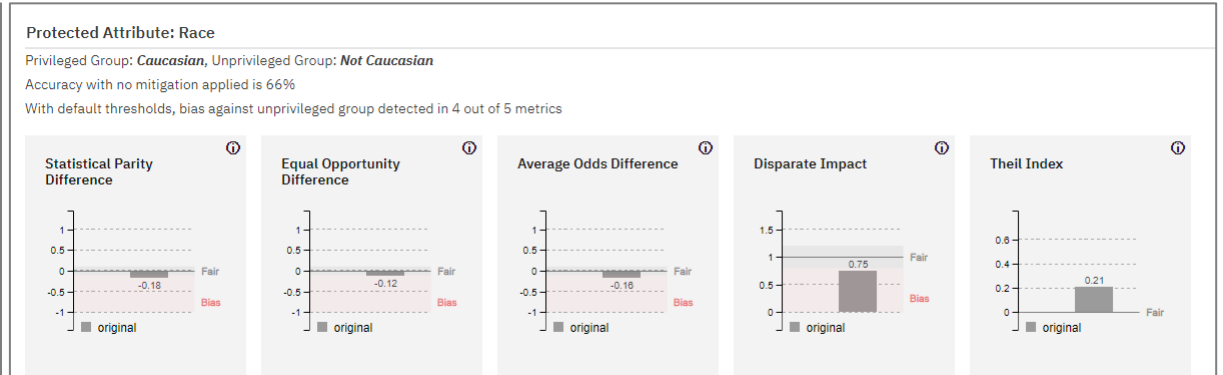 Protected Attribute: Race
Privileged Group: Caucasian, Unprivileged Group: Not Caucasian
Accuracy with no mitigation applied is 66%
With default thresholds, bias against unprivileged group detected in 4 out of 5 metrics
Statistical Parity
Difference
1
0.5
0
-0.5
-1
-0.18
Fair
Bias
original
Equal Opportunity
Difference
1
0.5
0
-0.5
-1
-0.12
Fair
Bias
original
Average Odds Difference
1
0.5
0
-0.5
-1
-0.16
Fair
Bias
original
Disparate Impact
1.5
1
0.5
0
0.75
Fair
Bias
original
Theil Index
0.6
0.4
0.2
0
0.21
Fair
original